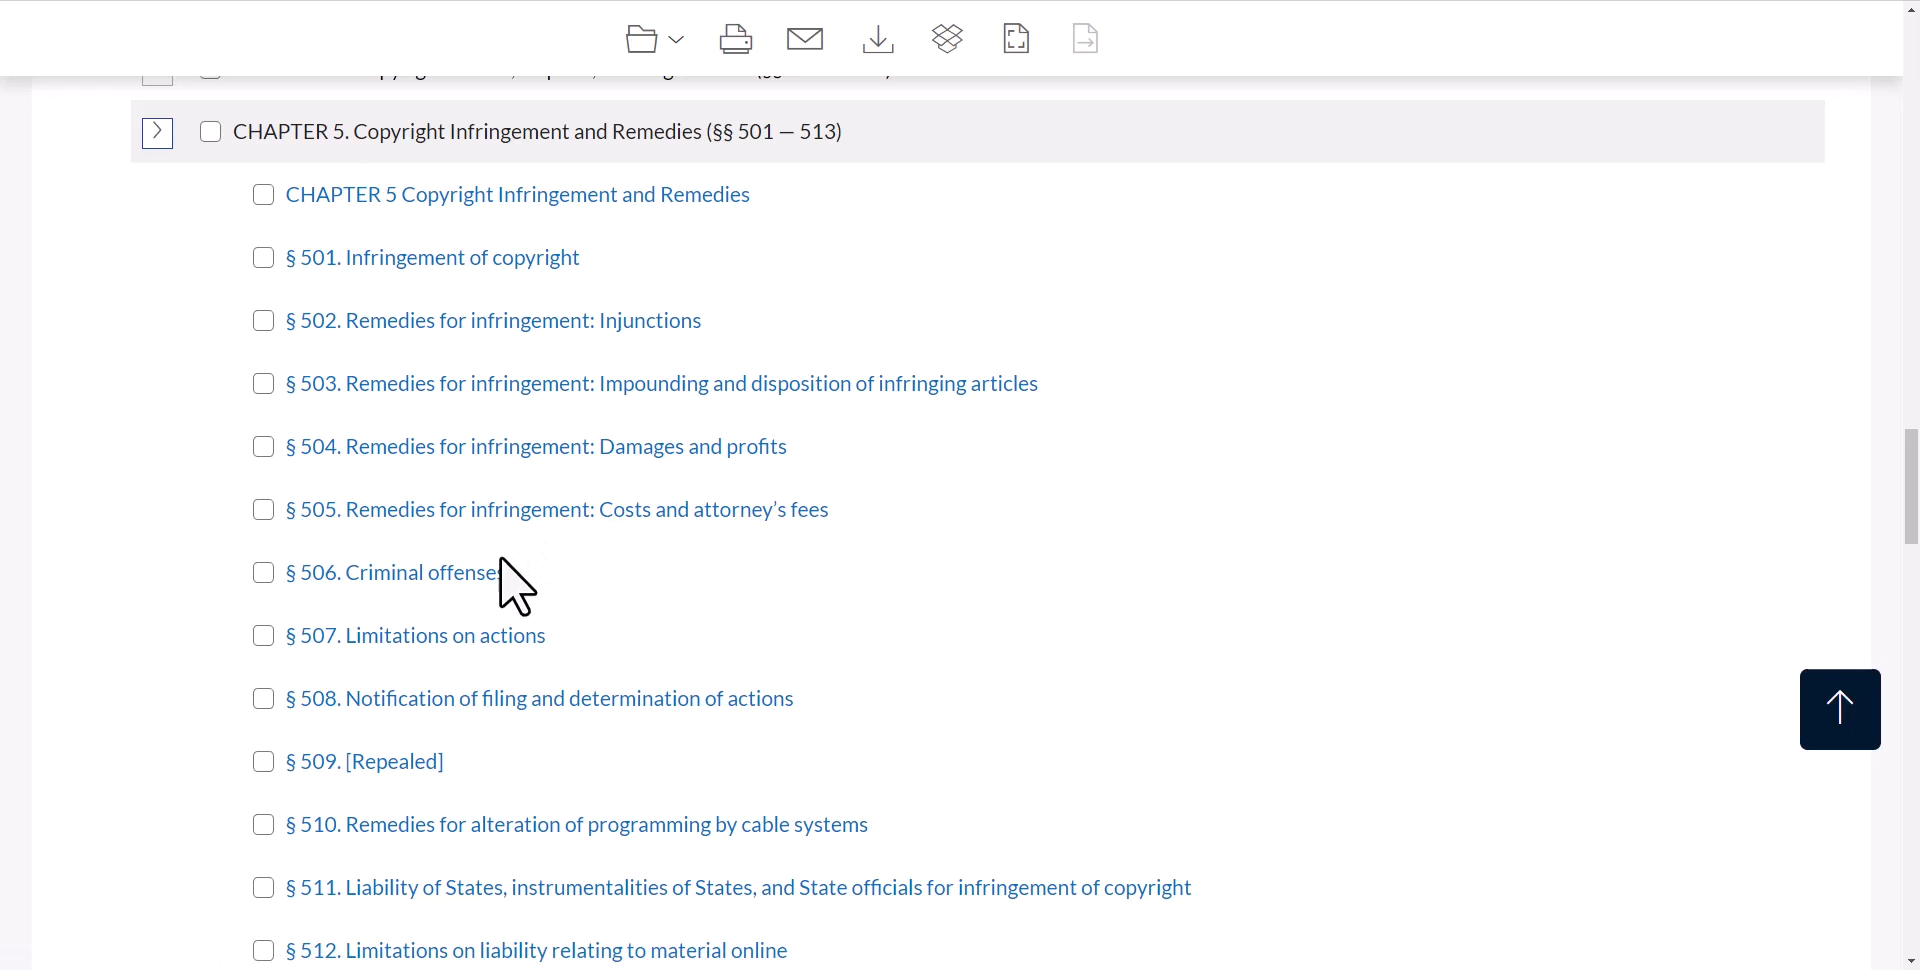 CHAPTER 5. Copyright Infringement and Remedies (§§ 501 — 513)
CHAPTER 5 Copyright Infringement and Remedies
§ 501. Infringement of copyright
§ 502. Remedies for infringement: Injunctions
§ 503. Remedies for infringement: Impounding and disposition of infringing articles
§ 504. Remedies for infringement: Damages and profits
§ 505. Remedies for infringement: Costs and attorney’s fees
§ 506. Criminal offenses
§ 507. Limitations on actions
§ 508. Notification of filing and determination of actions
§ 509. [Repealed]
§ 510. Remedies for alteration of programming by cable systems
§ 511. Liability of States, instrumentalities of States, and State officials for infringement of copyright
§ 512. Limitations on liability relating to material online